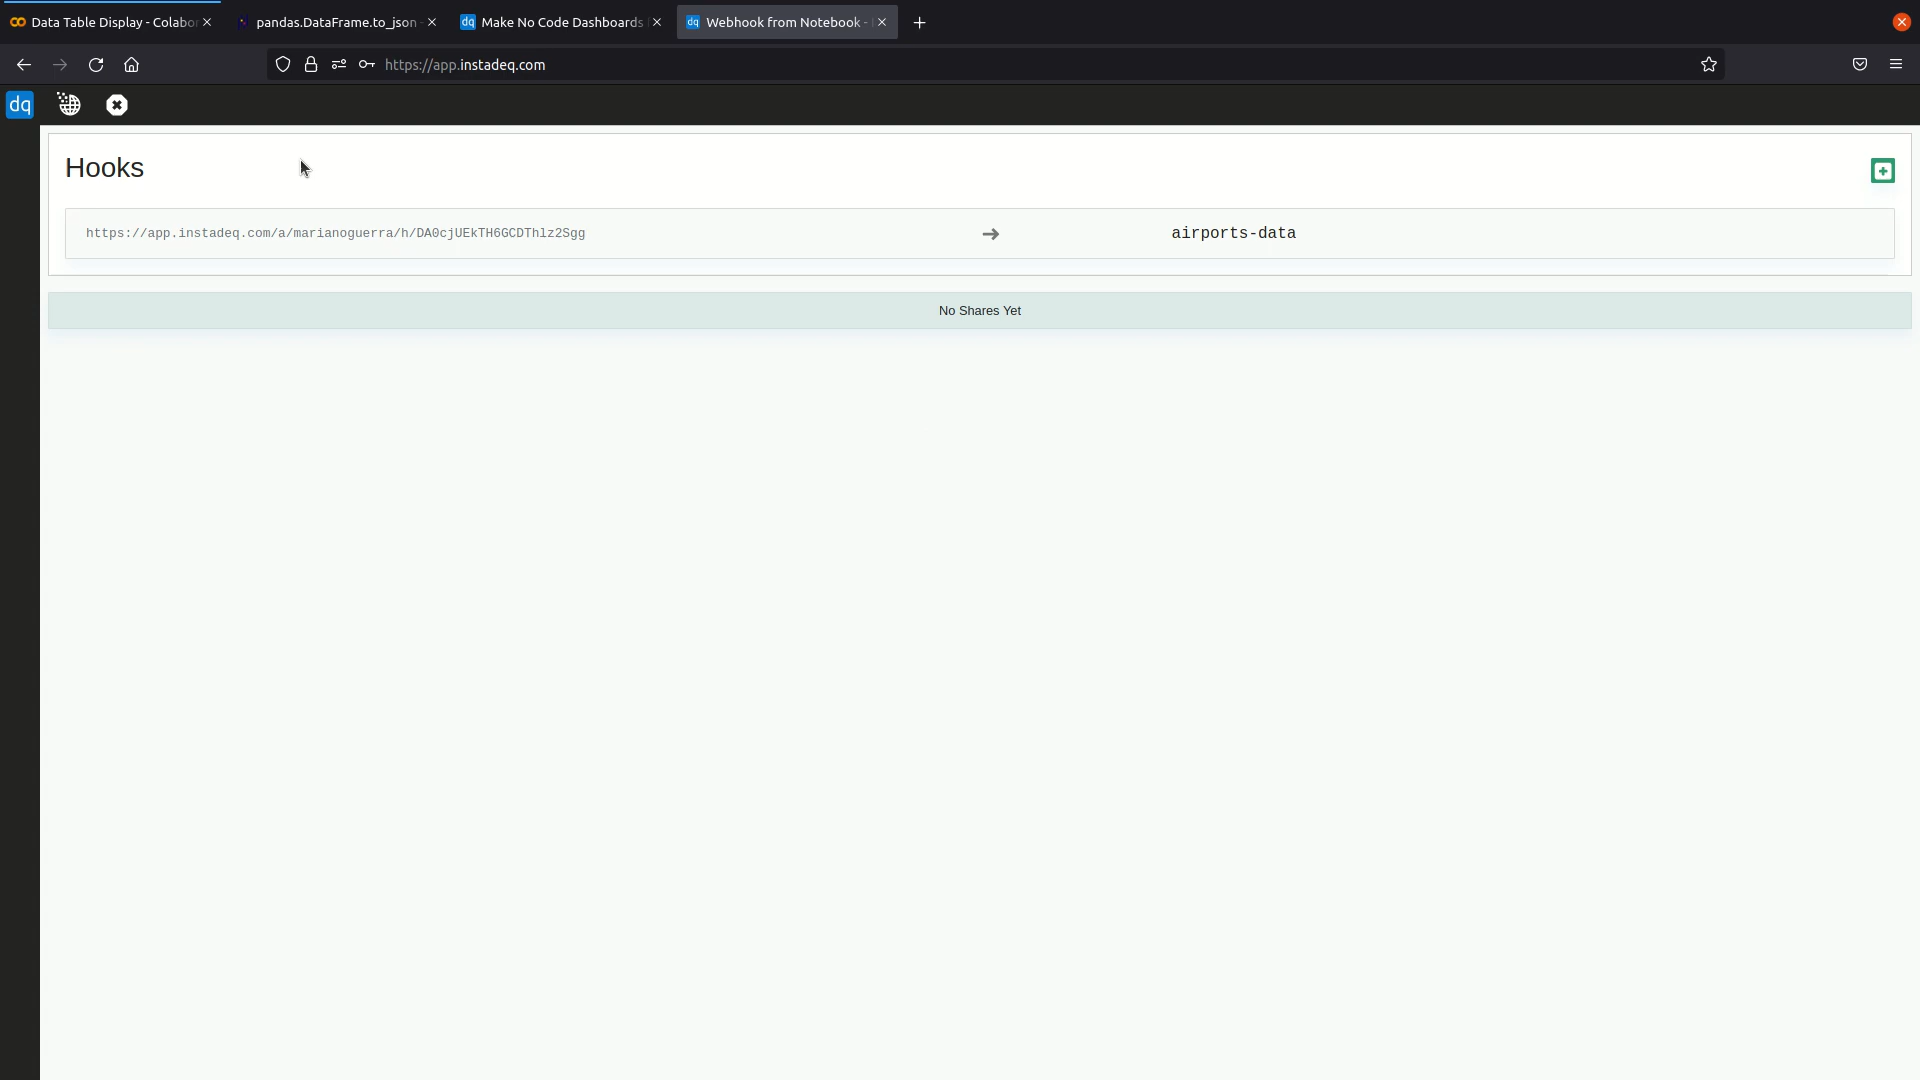 Data Table Display - Colabor
pandas.DataFrame.to_json -
dq Make No Code Dashboards
dq Webhook from Notebook -
https://app.instadeq.com
dq
Hooks
https://app.instadeq.com/a/marianoguerra/h/DA0cjUEkTH6GCDThlz2Sgg
airports-data
No Shares Yet